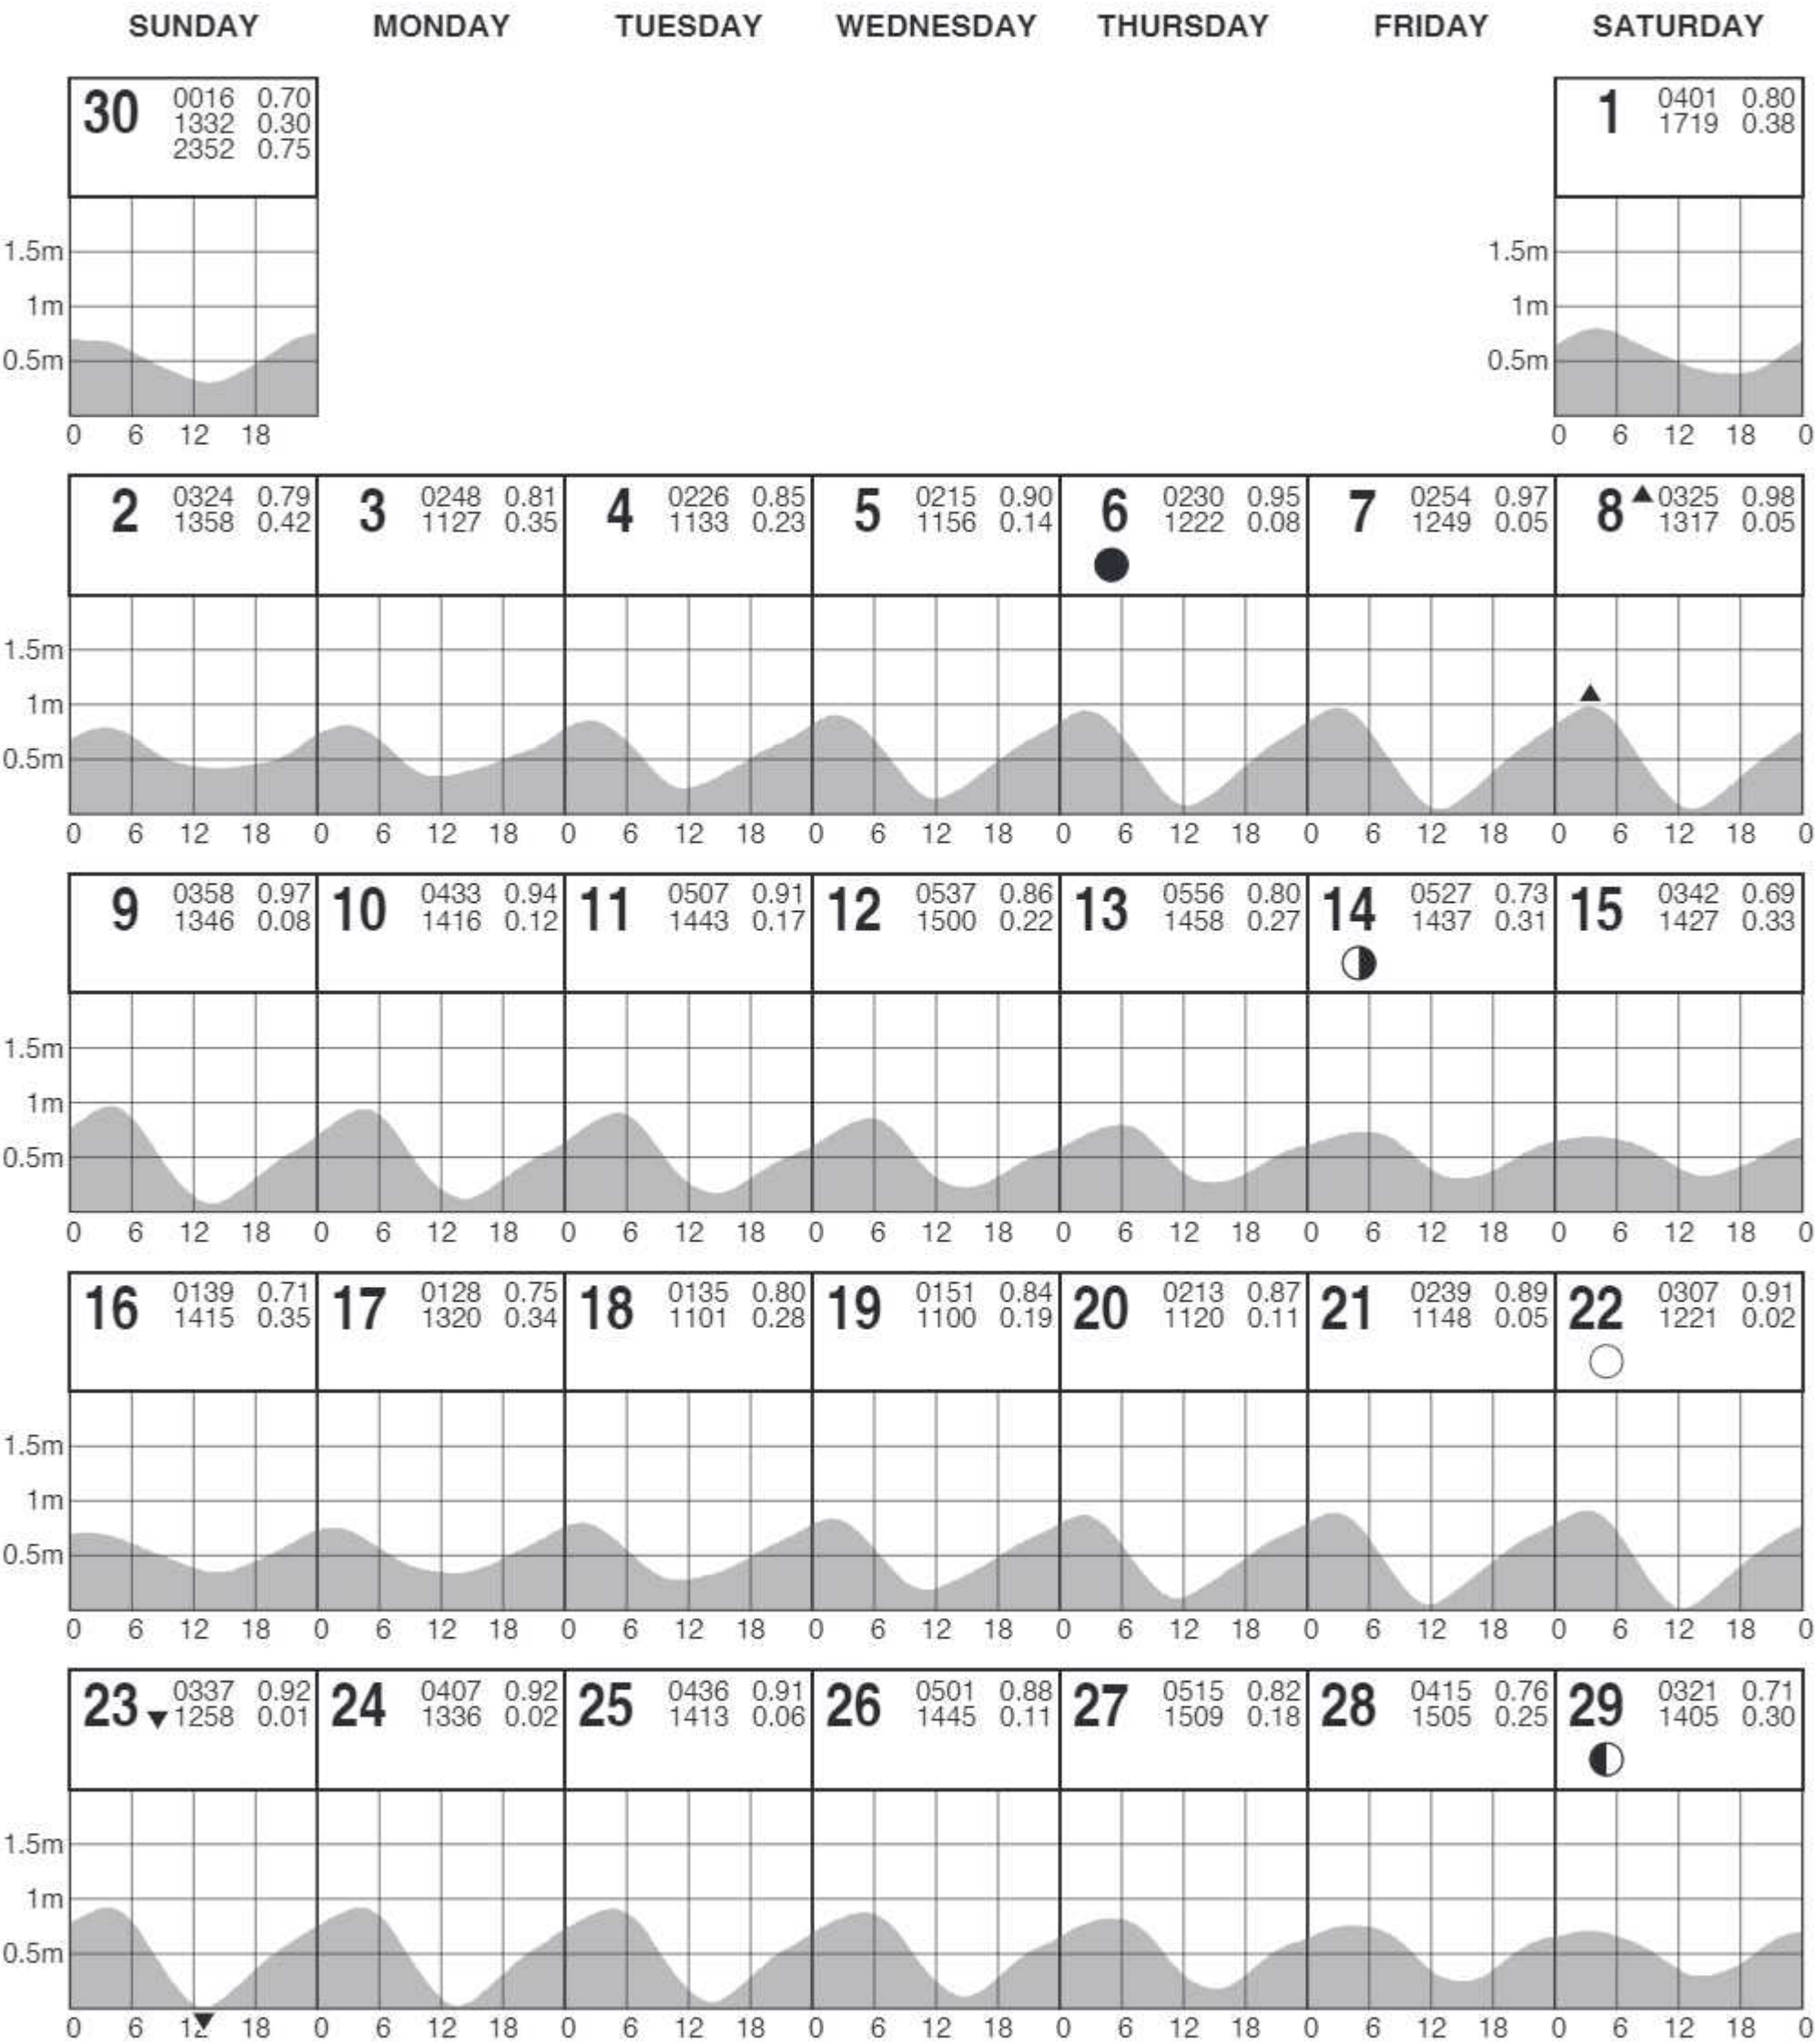 SUNDAY MONDAY TUESDAY WEDNESDAY THURSDAY FRIDAY SATURDAY
30 0016 0.70
1332 0.30
2352 0.75
1 0401 0.80
1719 0.38
1.5m 1.5m
1m 1m
0.5m 0.5m
0 6 12 18 0 6 12 18 0
2 0324 0.79
1358 0.42
3 0248 0.81
1127 0.35
4 0226 0.85
1133 0.23
5 0215 0.90
1156 0.14
6 0230 0.95
1222 0.08
7 0254 0.97
1249 0.05
8 0325 0.98
1317 0.05
1.5m
1m
0.5m
0 6 12 18 0 6 12 18 0 6 12 18 0 6 12 18 0 6 12 18 0 6 12 18 0 6 12 18 0
9 0358 0.97
1346 0.08
10 0433 0.94
1416 0.12
11 0507 0.91
1443 0.17
12 0537 0.86
1500 0.22
13 0556 0.80
1458 0.27
14 0527 0.73
1437 0.31
15 0342 0.69
1427 0.33
1.5m
1m
0.5m
0 6 12 18 0 6 12 18 0 6 12 18 0 6 12 18 0 6 12 18 0 6 12 18 0 6 12 18 0
16 0139 0.71
1415 0.35
17 0128 0.75
1320 0.34
18 0135 0.80
1101 0.28
19 0151 0.84
1100 0.19
20 0213 0.87
1120 0.11
21 0239 0.89
1148 0.05
22 0307 0.91
1221 0.02
1.5m
1m
0.5m
0 6 12 18 0 6 12 18 0 6 12 18 0 6 12 18 0 6 12 18 0 6 12 18 0 6 12 18 0
23 0337 0.92
1258 0.01
24 0407 0.92
1336 0.02
25 0436 0.91
1413 0.06
26 0501 0.88
1445 0.11
27 0515 0.82
1509 0.18
28 0415 0.76
1505 0.25
29 0321 0.71
1405 0.30
1.5m
1m
0.5m
0 6 12 18 0 6 12 18 0 6 12 18 0 6 12 18 0 6 12 18 0 6 12 18 0 6 12 18 0